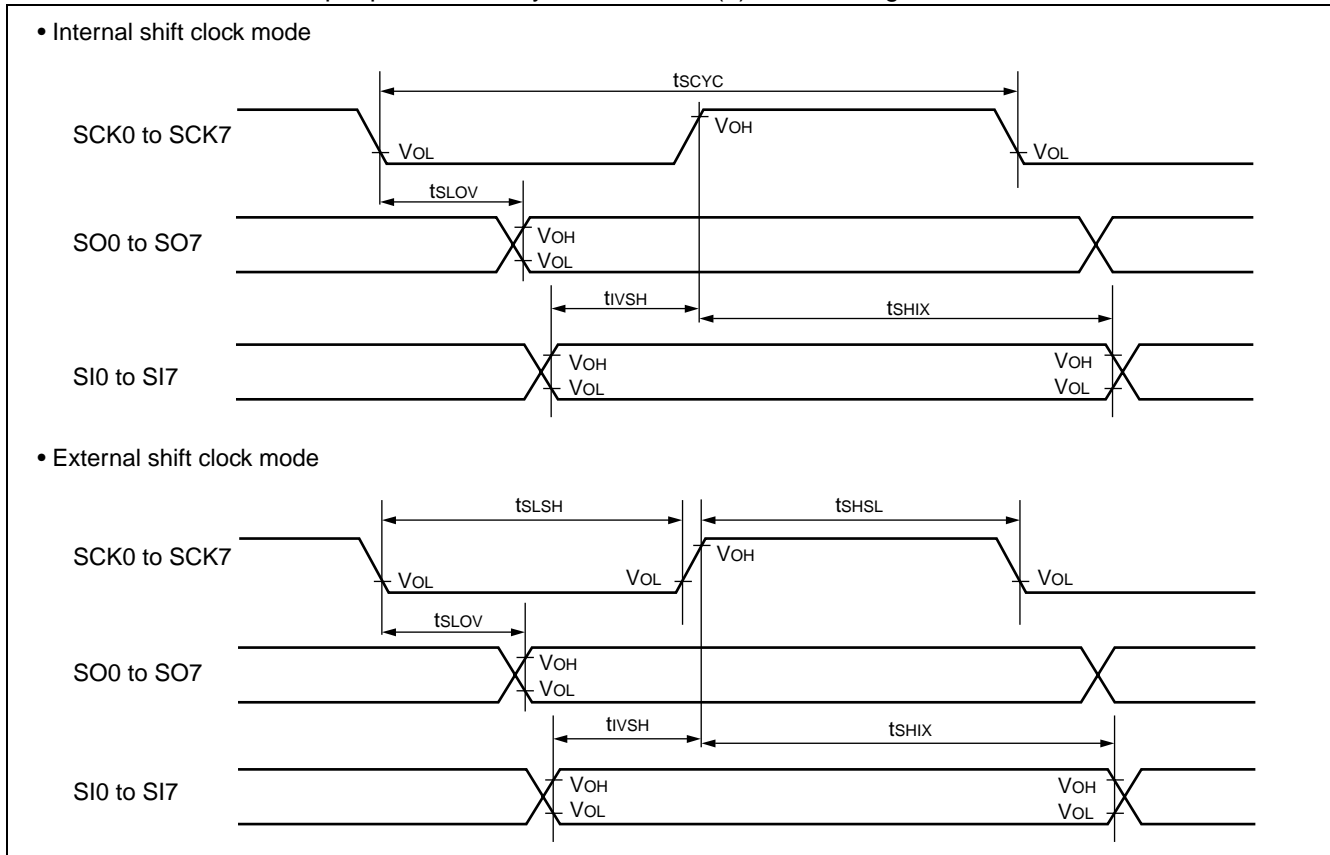 • Internal shift clock mode
tSCYC
SCK0 to SCK7
VOL
VOH
VOL
tSLOV
SO0 to SO7
VOH
VOL
tIVSH
tSHIX
SI0 to SI7
VOH
VOL
VOH
VOL
• External shift clock mode
tSLSH
tSHSL
SCK0 to SCK7
VOL
VOL
VOH
VOL
tSLOV
SO0 to SO7
VOH
VOL
tIVSH
tSHIX
SI0 to SI7
VOH
VOL
VOH
VOL